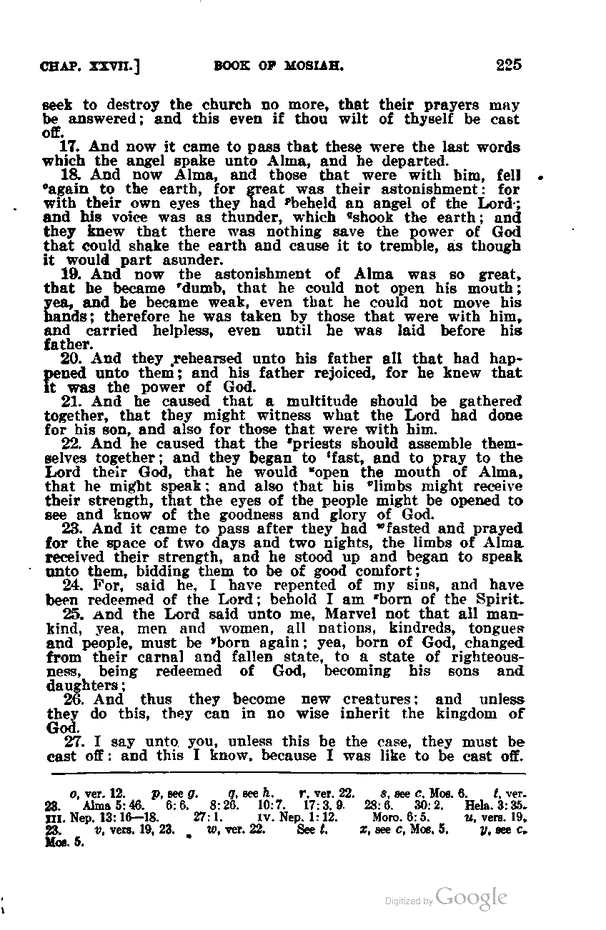 CHAP. XXVII.] BOOK OF MOSIAH. 225
seek to destroy the church no more, that their prayers may
be answered; and this even if thou wilt of thyself be cast
off.
17. And now it came to pass that these were the last words
which the angel spake unto Alma, and he departed.
18. And now Alma, and those that were with him, fell
ᵒagain to the earth, for great was their astonishment: for
with their own eyes they had ᵖbeheld an angel of the Lord;
and his voice was as thunder, which ᑫshook the earth; and
they knew that there was nothing save the power of God
that could shake the earth and cause it to tremble, as though
it would part asunder.
19. And now the astonishment of Alma was so great,
that he became ʳdumb, that he could not open his mouth;
yea, and he became weak, even that he could not move his
hands; therefore he was taken by those that were with him,
and carried helpless, even until he was laid before his
father.
20. And they rehearsed unto his father all that had hap-
pened unto them; and his father rejoiced, for he knew that
it was the power of God.
21. And he caused that a multitude should be gathered
together, that they might witness what the Lord had done
for his son, and also for those that were with him.
22. And he caused that the ˢpriests should assemble them-
selves together; and they began to ᵗfast, and to pray to the
Lord their God, that he would ᵘopen the mouth of Alma,
that he might speak; and also that his ᵛlimbs might receive
their strength, that the eyes of the people might be opened to
see and know of the goodness and glory of God.
23. And it came to pass after they had ʷfasted and prayed
for the space of two days and two nights, the limbs of Alma
received their strength, and he stood up and began to speak
unto them, bidding them to be of good comfort;
24. For, said he, I have repented of my sins, and have
been redeemed of the Lord; behold I am ˣborn of the Spirit.
25. And the Lord said unto me, Marvel not that all man-
kind, yea, men and women, all nations, kindreds, tongues
and people, must be ʸborn again; yea, born of God, changed
from their carnal and fallen state, to a state of righteous-
ness, being redeemed of God, becoming his sons and
daughters;
26. And thus they become new creatures; and unless
they do this, they can in no wise inherit the kingdom of
God.
27. I say unto you, unless this be the case, they must be
cast off: and this I know, because I was like to be cast off.
o, ver. 12. p, see g. q, see h. r, ver. 22. s, see c, Mos. 6. t, ver.
23. Alma 5:46. 6:6. 8:26. 10:7. 17:3, 9. 28:6. 30:2. Hela. 3:35.
III. Nep. 13:16—18. 27:1. IV. Nep. 1:12. Moro. 6:5. u, vers. 19,
23. v, vers. 19, 23. w, ver. 22. See t. x, see c, Mos. 5. y, see c,
Mos. 5.
Digitized by Google